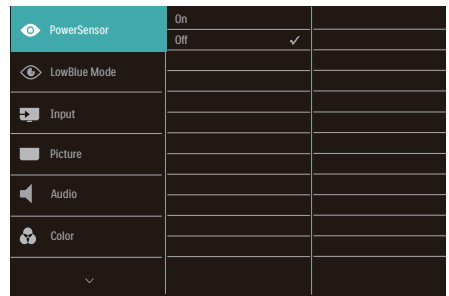 PowerSensor
On
Off
LowBlue Mode
Input
Picture
Audio
Color